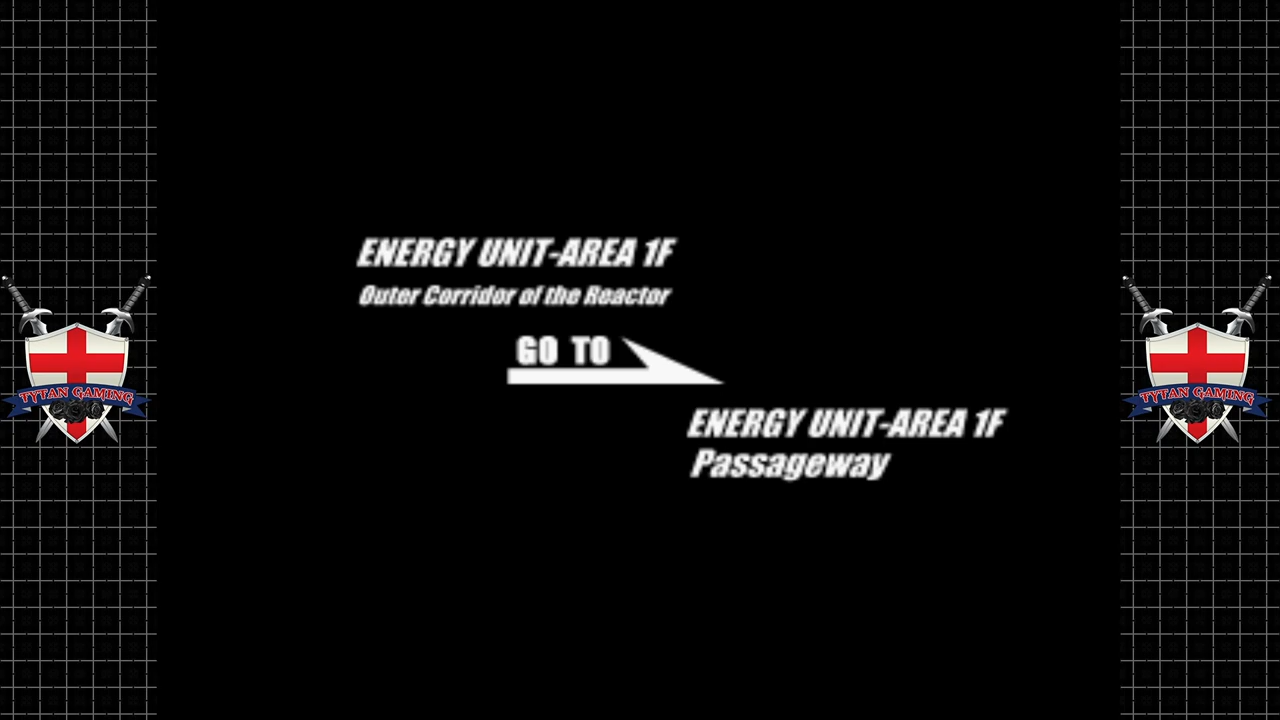 ENERGY UNIT-AREA 1F
Outer Corridor of the Reactor
GO TO
ENERGY UNIT-AREA 1F
Passageway
TYTAN GAMING
TYTAN GAMING